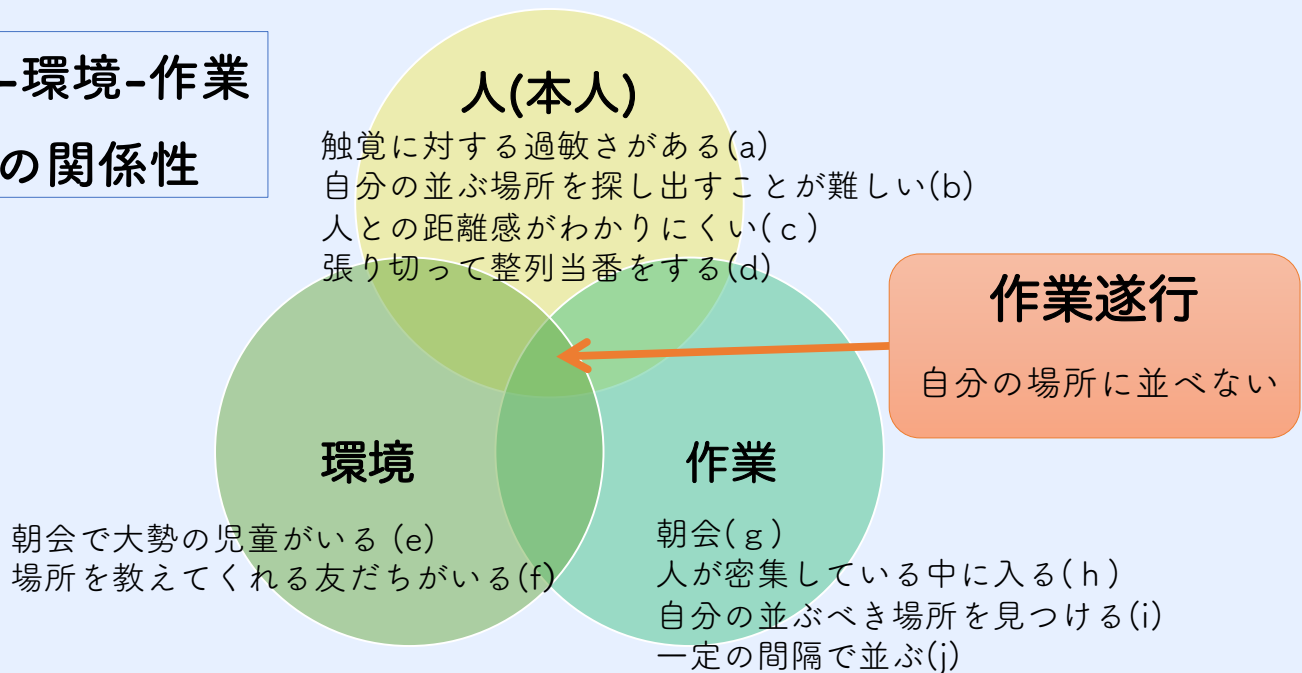 -環境-作業
の関係性
人(本人)
触覚に対する過敏さがある(a)
自分の並ぶ場所を探し出すことが難しい(b)
人との距離感がわかりにくい(ｃ)
張り切って整列当番をする(d)
作業遂行
自分の場所に並べない
環境
朝会で大勢の児童がいる (e)
場所を教えてくれる友だちがいる(f)
作業
朝会(ｇ)
人が密集している中に入る(ｈ)
自分の並ぶべき場所を見つける(i)
一定の間隔で並ぶ(j)